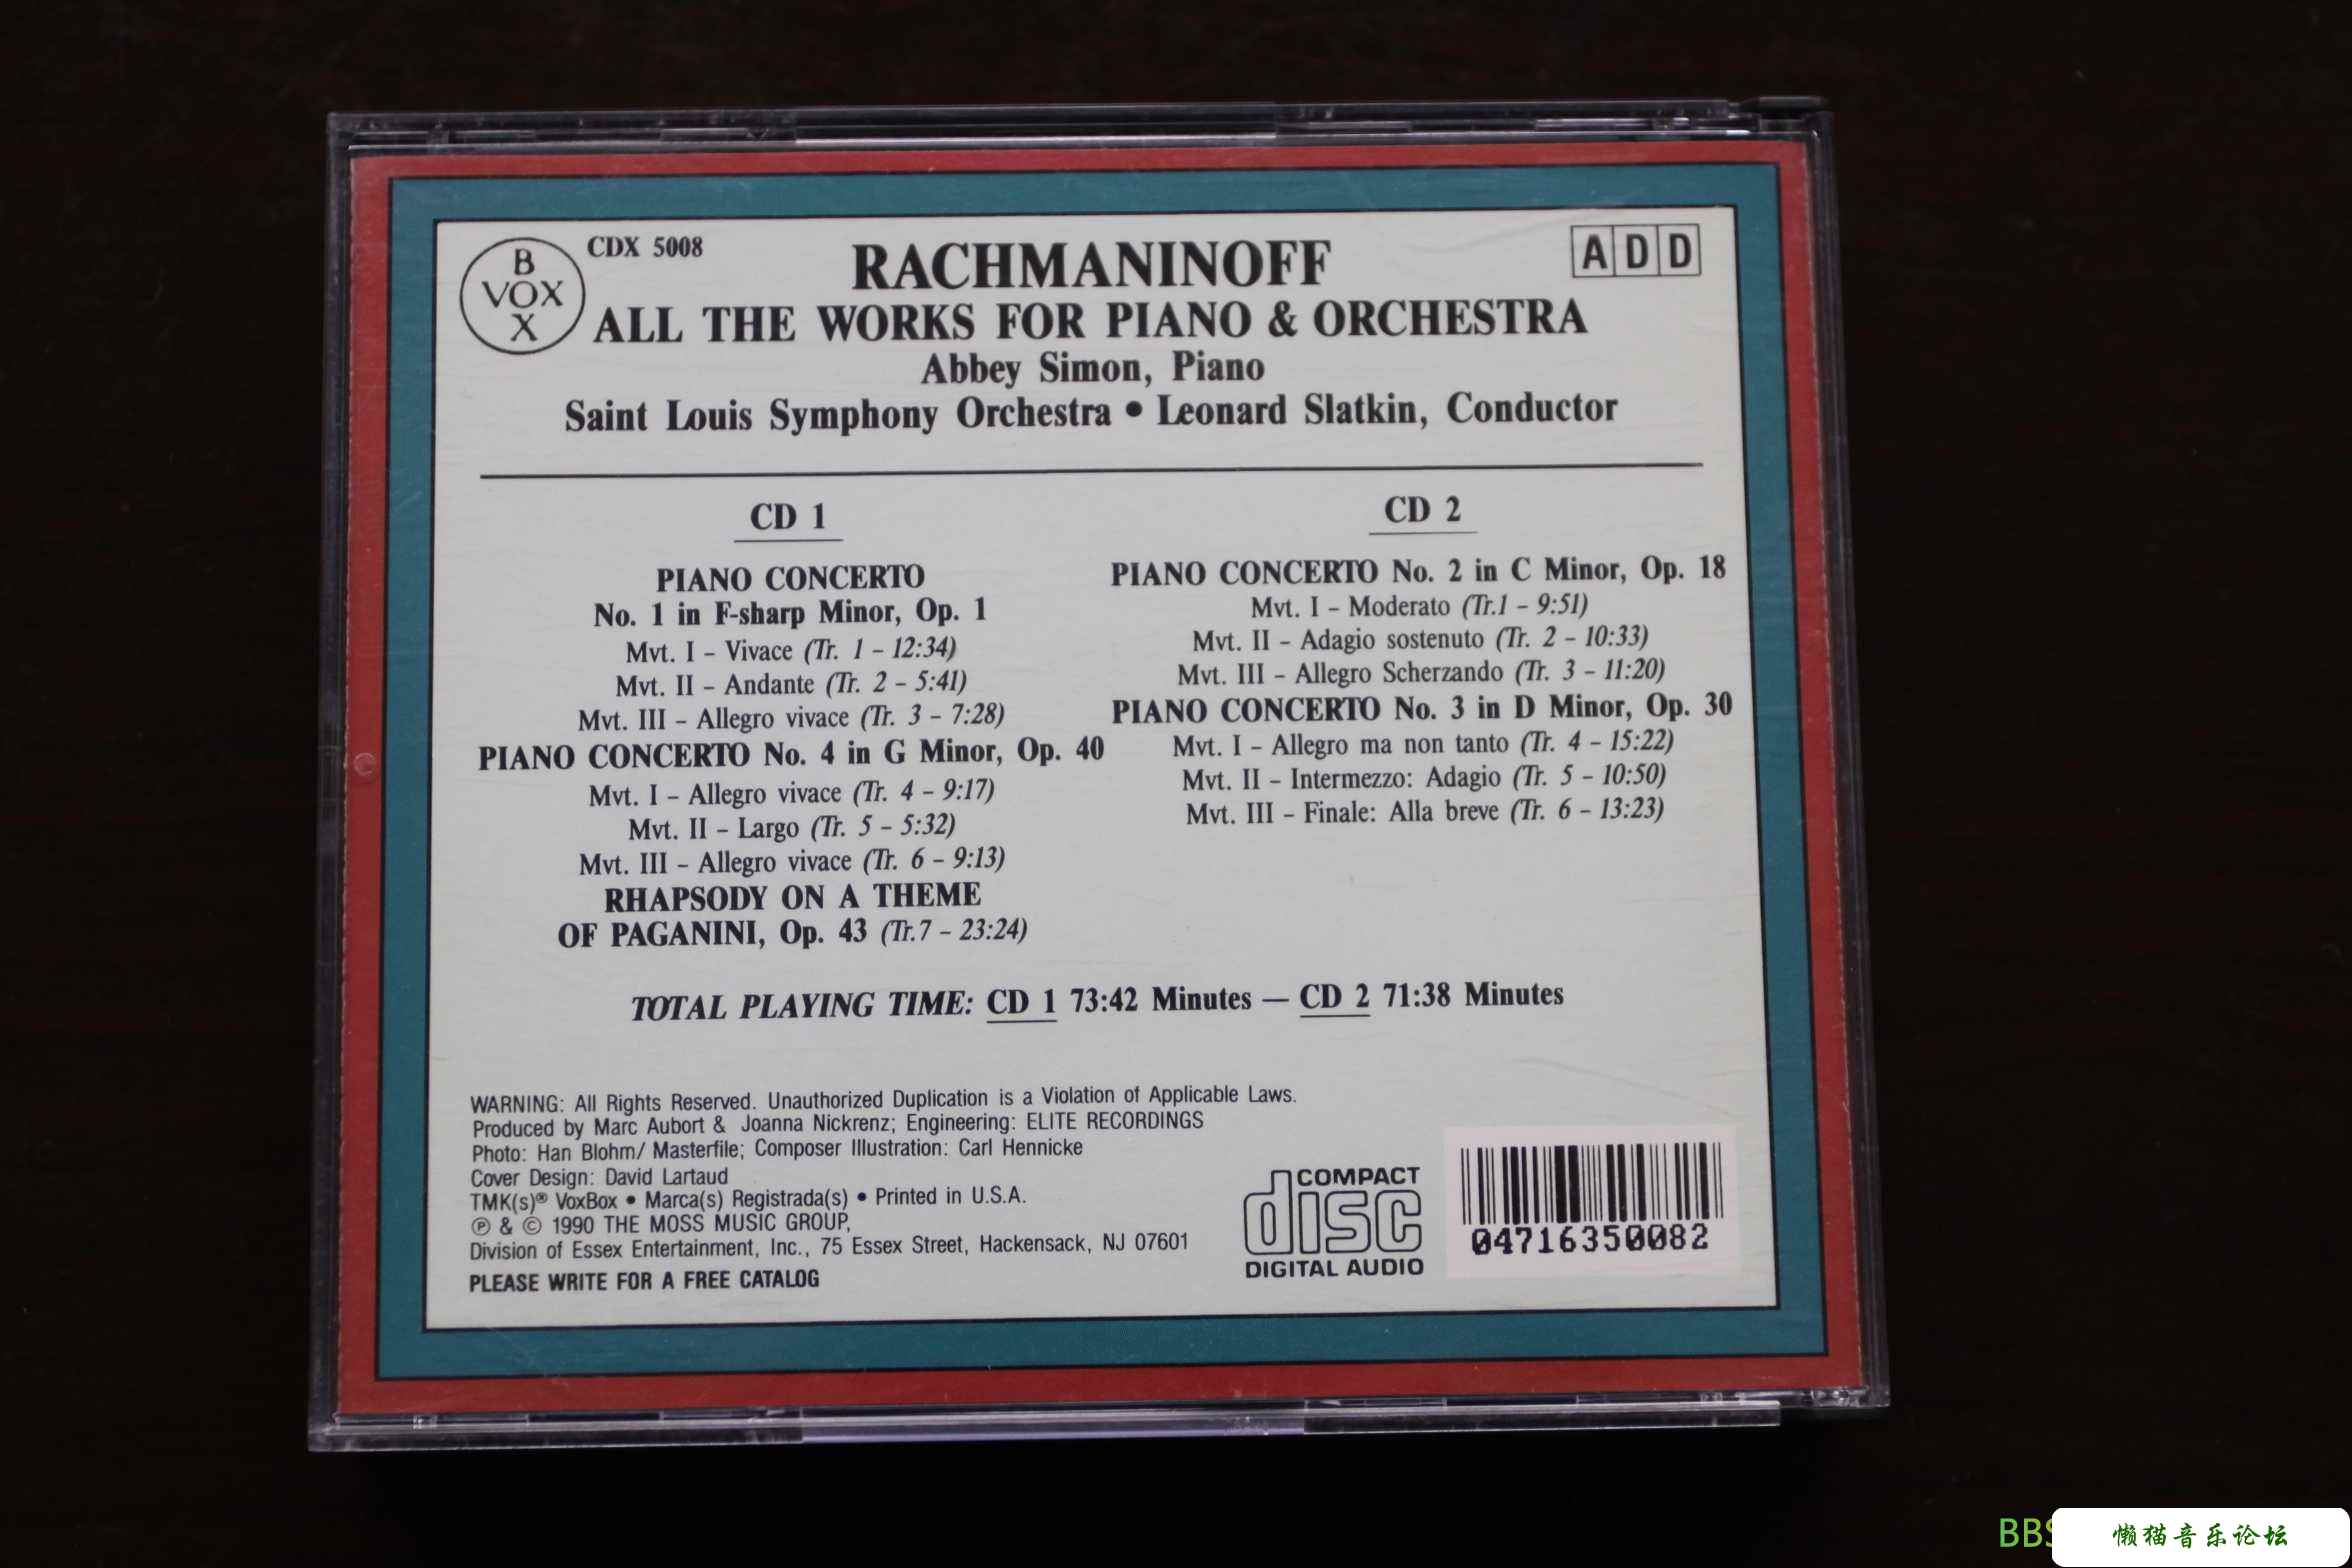 B
VOX
X
CDX 5008
ADD
RACHMANINOFF
ALL THE WORKS FOR PIANO & ORCHESTRA
Abbey Simon, Piano
Saint Louis Symphony Orchestra • Leonard Slatkin, Conductor
CD 1
PIANO CONCERTO
No. 1 in F-sharp Minor, Op. 1
Mvt. I – Vivace (Tr. 1 – 12:34)
Mvt. II – Andante (Tr. 2 – 5:41)
Mvt. III – Allegro vivace (Tr. 3 – 7:28)
PIANO CONCERTO No. 4 in G Minor, Op. 40
Mvt. I – Allegro vivace (Tr. 4 – 9:17)
Mvt. II – Largo (Tr. 5 – 5:32)
Mvt. III – Allegro vivace (Tr. 6 – 9:13)
RHAPSODY ON A THEME
OF PAGANINI, Op. 43 (Tr.7 – 23:24)
CD 2
PIANO CONCERTO No. 2 in C Minor, Op. 18
Mvt. I – Moderato (Tr.1 – 9:51)
Mvt. II – Adagio sostenuto (Tr. 2 – 10:33)
Mvt. III – Allegro Scherzando (Tr. 3 – 11:20)
PIANO CONCERTO No. 3 in D Minor, Op. 30
Mvt. I – Allegro ma non tanto (Tr. 4 – 15:22)
Mvt. II – Intermezzo: Adagio (Tr. 5 – 10:50)
Mvt. III – Finale: Alla breve (Tr. 6 – 13:23)
TOTAL PLAYING TIME: CD 1 73:42 Minutes — CD 2 71:38 Minutes
WARNING: All Rights Reserved. Unauthorized Duplication is a Violation of Applicable Laws.
Produced by Marc Aubort & Joanna Nickrenz; Engineering: ELITE RECORDINGS
Photo: Han Blohm/ Masterfile; Composer Illustration: Carl Hennicke
Cover Design: David Lartaud
TMK(s)® VoxBox • Marca(s) Registrada(s) • Printed in U.S.A.
℗ & © 1990 THE MOSS MUSIC GROUP,
Division of Essex Entertainment, Inc., 75 Essex Street, Hackensack, NJ 07601
PLEASE WRITE FOR A FREE CATALOG
COMPACT
disc
DIGITAL AUDIO
04716350082
BBS
懒猫音乐论坛